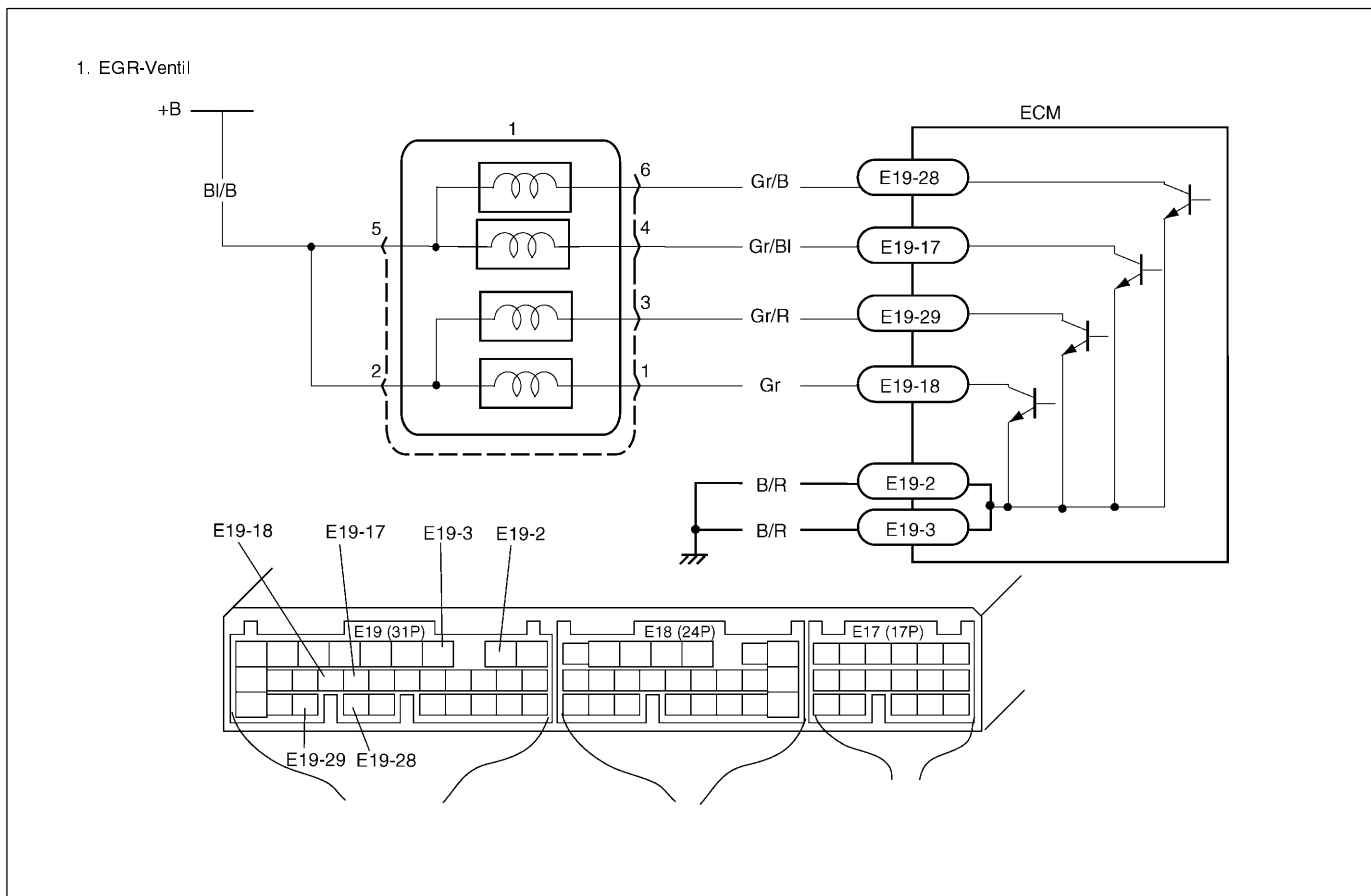 1. EGR-Ventil
+B
1
ECM
Bl/B
6
Gr/B
E19-28
5
4
Gr/Bl
E19-17
3
Gr/R
E19-29
2
1
Gr
E19-18
B/R
E19-2
B/R
E19-3
E19-18
E19-17
E19-3
E19-2
E19 (31P)
E18 (24P)
E17 (17P)
E19-29
E19-28